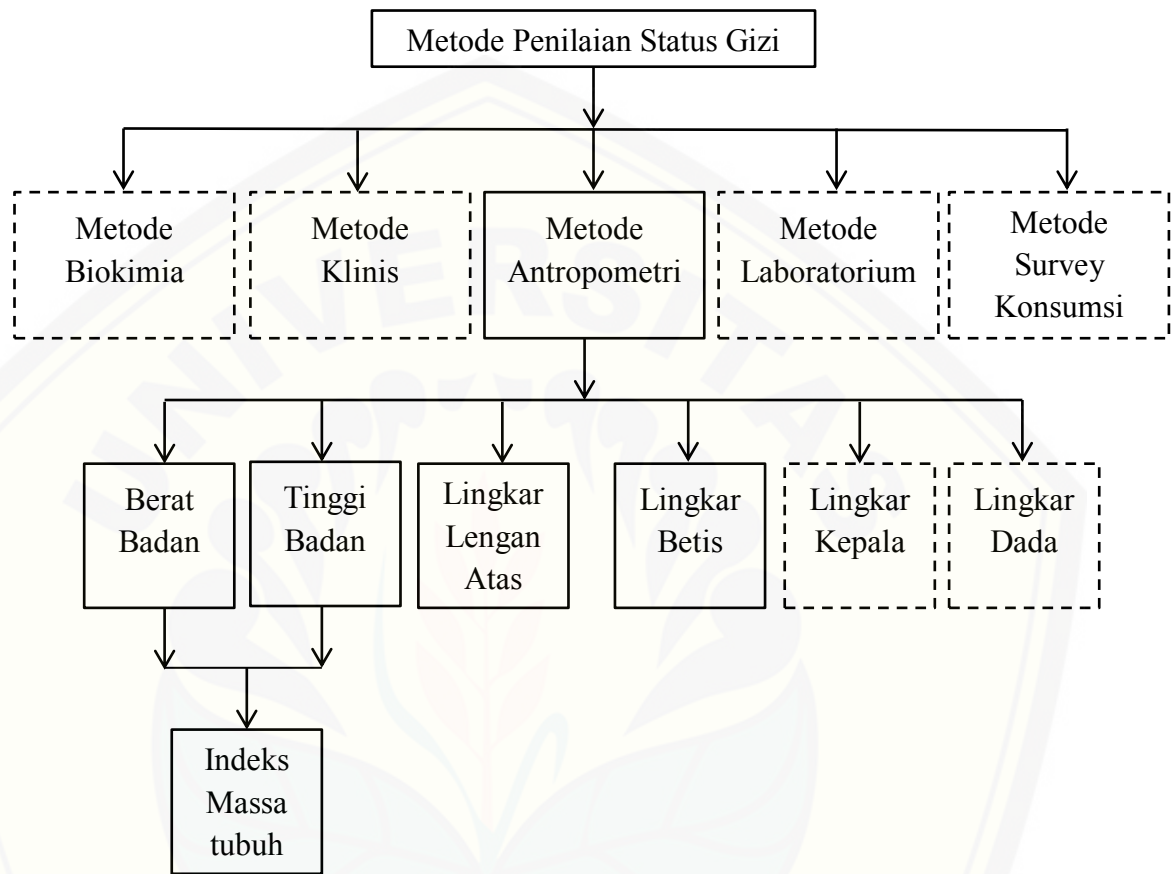 Metode Penilaian Status Gizi
Metode
Biokimia
Metode
Klinis
Metode
Antropometri
Metode
Laboratorium
Metode
Survey
Konsumsi
Berat
Badan
Tinggi
Badan
Lingkar
Lengan
Atas
Lingkar
Betis
Lingkar
Kepala
Lingkar
Dada
Indeks
Massa
tubuh
UNIVERSITAS